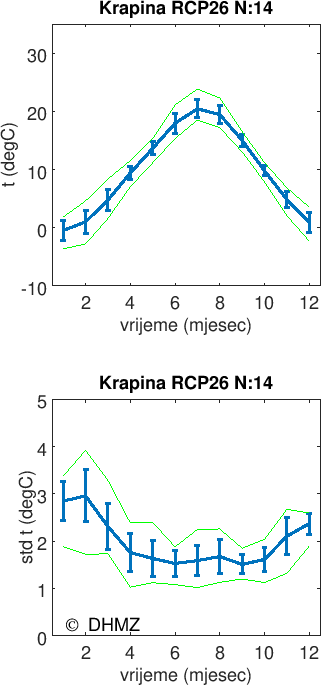 Krapina RCP26 N:14
30
20
10
0
-10
t (degC)
2 4 6 8 10 12
vrijeme (mjesec)
Krapina RCP26 N:14
5
4
3
2
1
0
std t (degC)
© DHMZ
2 4 6 8 10 12
vrijeme (mjesec)